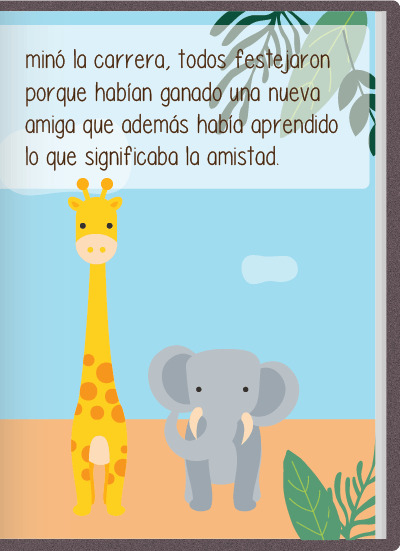 minó la carrera, todos festejaron
porque habían ganado una nueva
amiga que además había aprendido
lo que significaba la amistad.